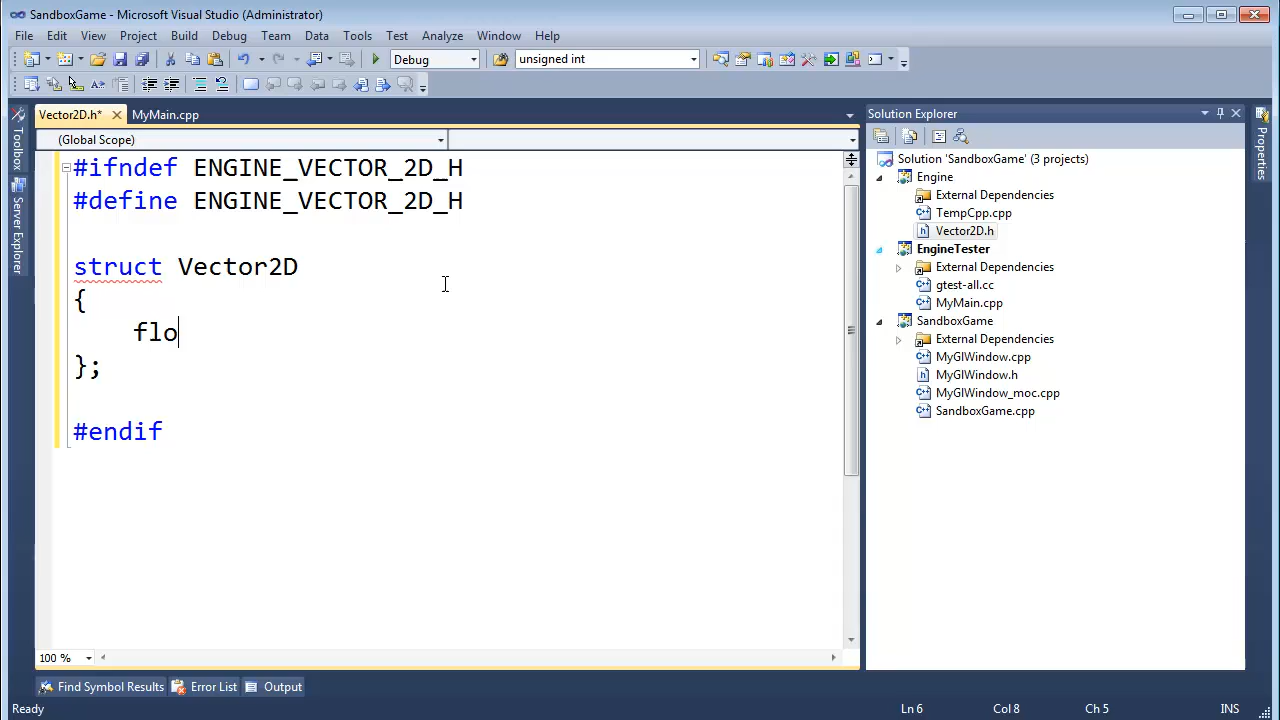 SandboxGame - Microsoft Visual Studio (Administrator)
File Edit View Project Build Debug Team Data Tools Test Analyze Window Help
Debug unsigned int
Vector2D.h* MyMain.cpp
(Global Scope)
#ifndef ENGINE_VECTOR_2D_H
#define ENGINE_VECTOR_2D_H
struct Vector2D
{
flo
};
#endif
100 %
Toolbox
Server Explorer
Solution Explorer
Solution 'SandboxGame' (3 projects)
Engine
External Dependencies
TempCpp.cpp
Vector2D.h
EngineTester
External Dependencies
gtest-all.cc
MyMain.cpp
SandboxGame
External Dependencies
MyGlWindow.cpp
MyGlWindow.h
MyGlWindow_moc.cpp
SandboxGame.cpp
Properties
Find Symbol Results Error List Output
Ready Ln 6 Col 8 Ch 5 INS